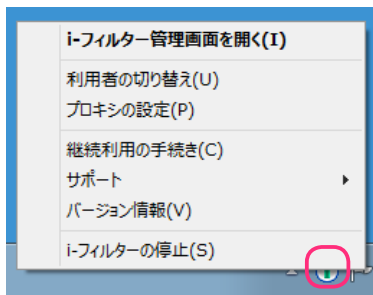 i-フィルター管理画面を開く(I)
利用者の切り替え(U)
プロキシの設定(P)
継続利用の手続き(C)
サポート
バージョン情報(V)
i-フィルターの停止(S)